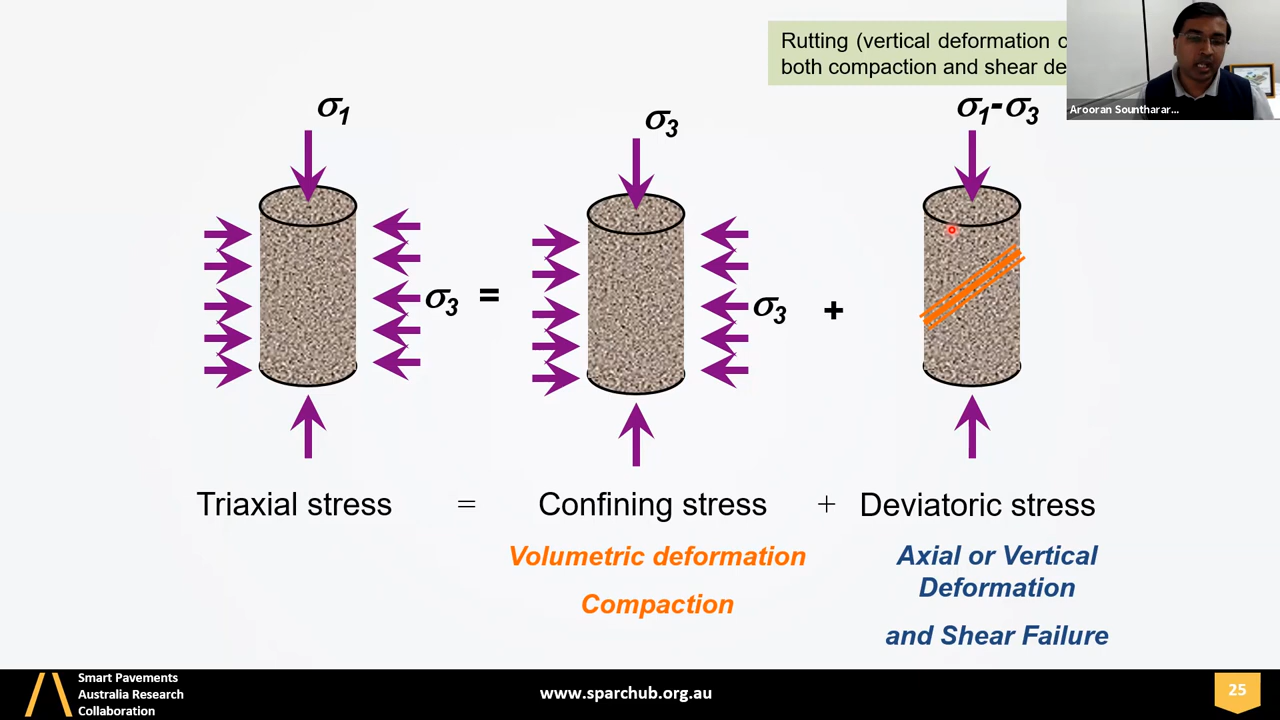 Rutting (vertical deformation
both compaction and shear
Arooran Sounthar...
σ1
σ3
σ1-σ3
σ3
=
σ3
+
Triaxial stress = Confining stress + Deviatoric stress
Volumetric deformation
Compaction
Axial or Vertical
Deformation
and Shear Failure
Smart Pavements
Australia Research
Collaboration
www.sparchub.org.au
25